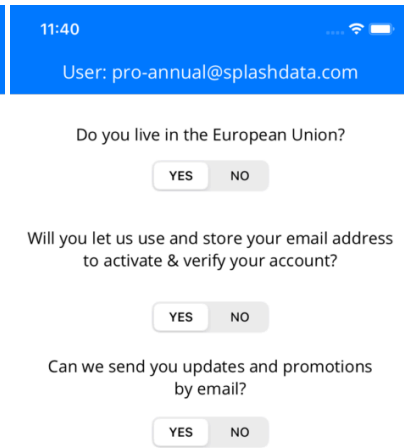 11:40
User: pro-annual@splashdata.com
Do you live in the European Union?
YES NO
Will you let us use and store your email address
to activate & verify your account?
YES NO
Can we send you updates and promotions
by email?
YES NO